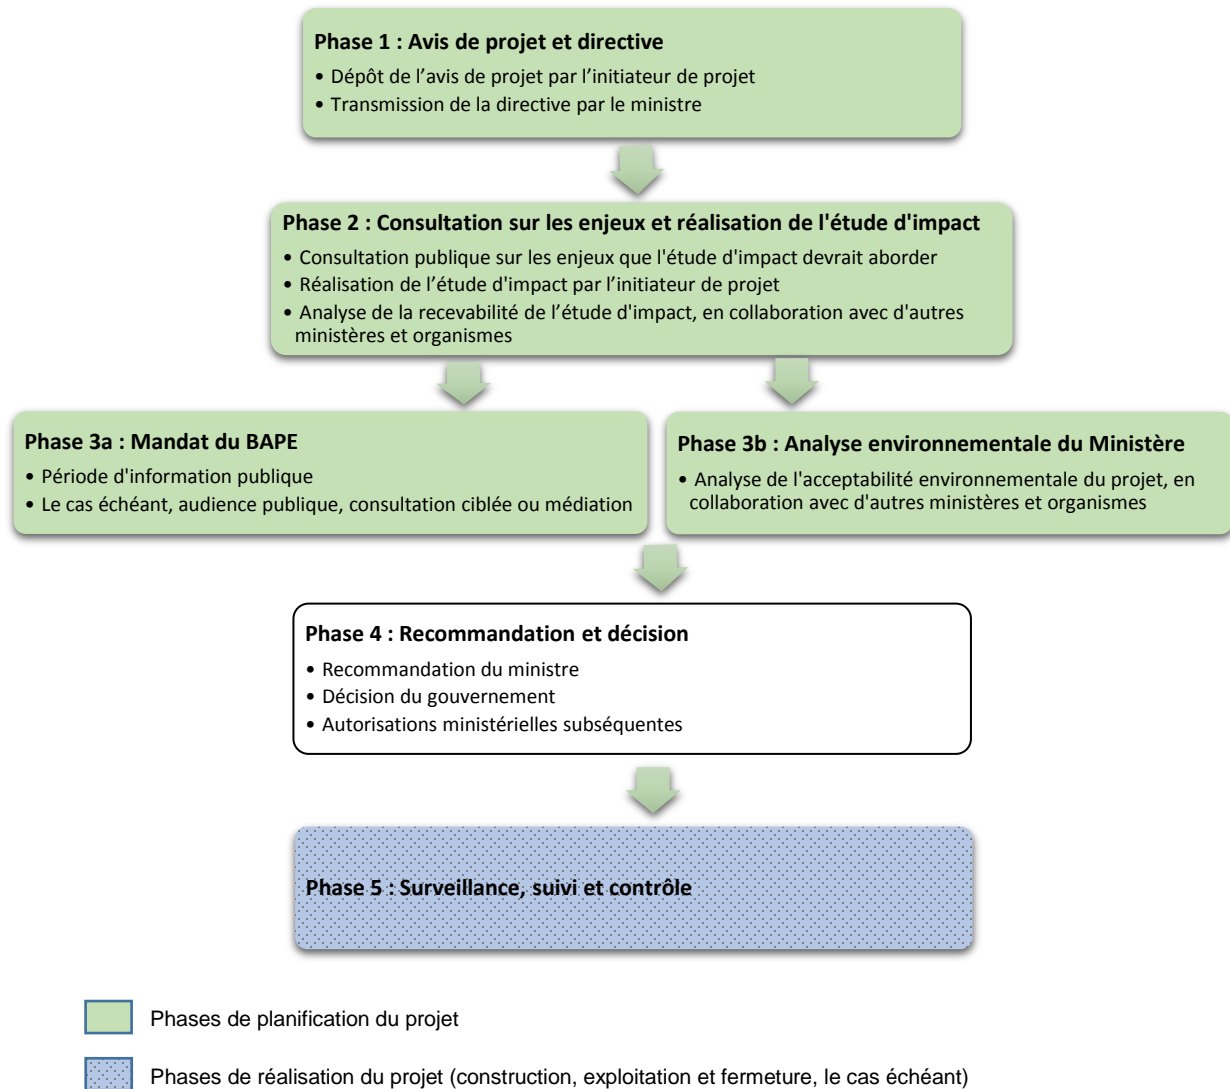 Phase 1 : Avis de projet et directive
• Dépôt de l’avis de projet par l’initiateur de projet
• Transmission de la directive par le ministre
Phase 2 : Consultation sur les enjeux et réalisation de l'étude d'impact
• Consultation publique sur les enjeux que l'étude d'impact devrait aborder
• Réalisation de l’étude d'impact par l’initiateur de projet
• Analyse de la recevabilité de l’étude d'impact, en collaboration avec d'autres
ministères et organismes
Phase 3a : Mandat du BAPE
• Période d'information publique
• Le cas échéant, audience publique, consultation ciblée ou médiation
Phase 3b : Analyse environnementale du Ministère
• Analyse de l'acceptabilité environnementale du projet, en
collaboration avec d'autres ministères et organismes
Phase 4 : Recommandation et décision
• Recommandation du ministre
• Décision du gouvernement
• Autorisations ministérielles subséquentes
Phase 5 : Surveillance, suivi et contrôle
Phases de planification du projet
Phases de réalisation du projet (construction, exploitation et fermeture, le cas échéant)